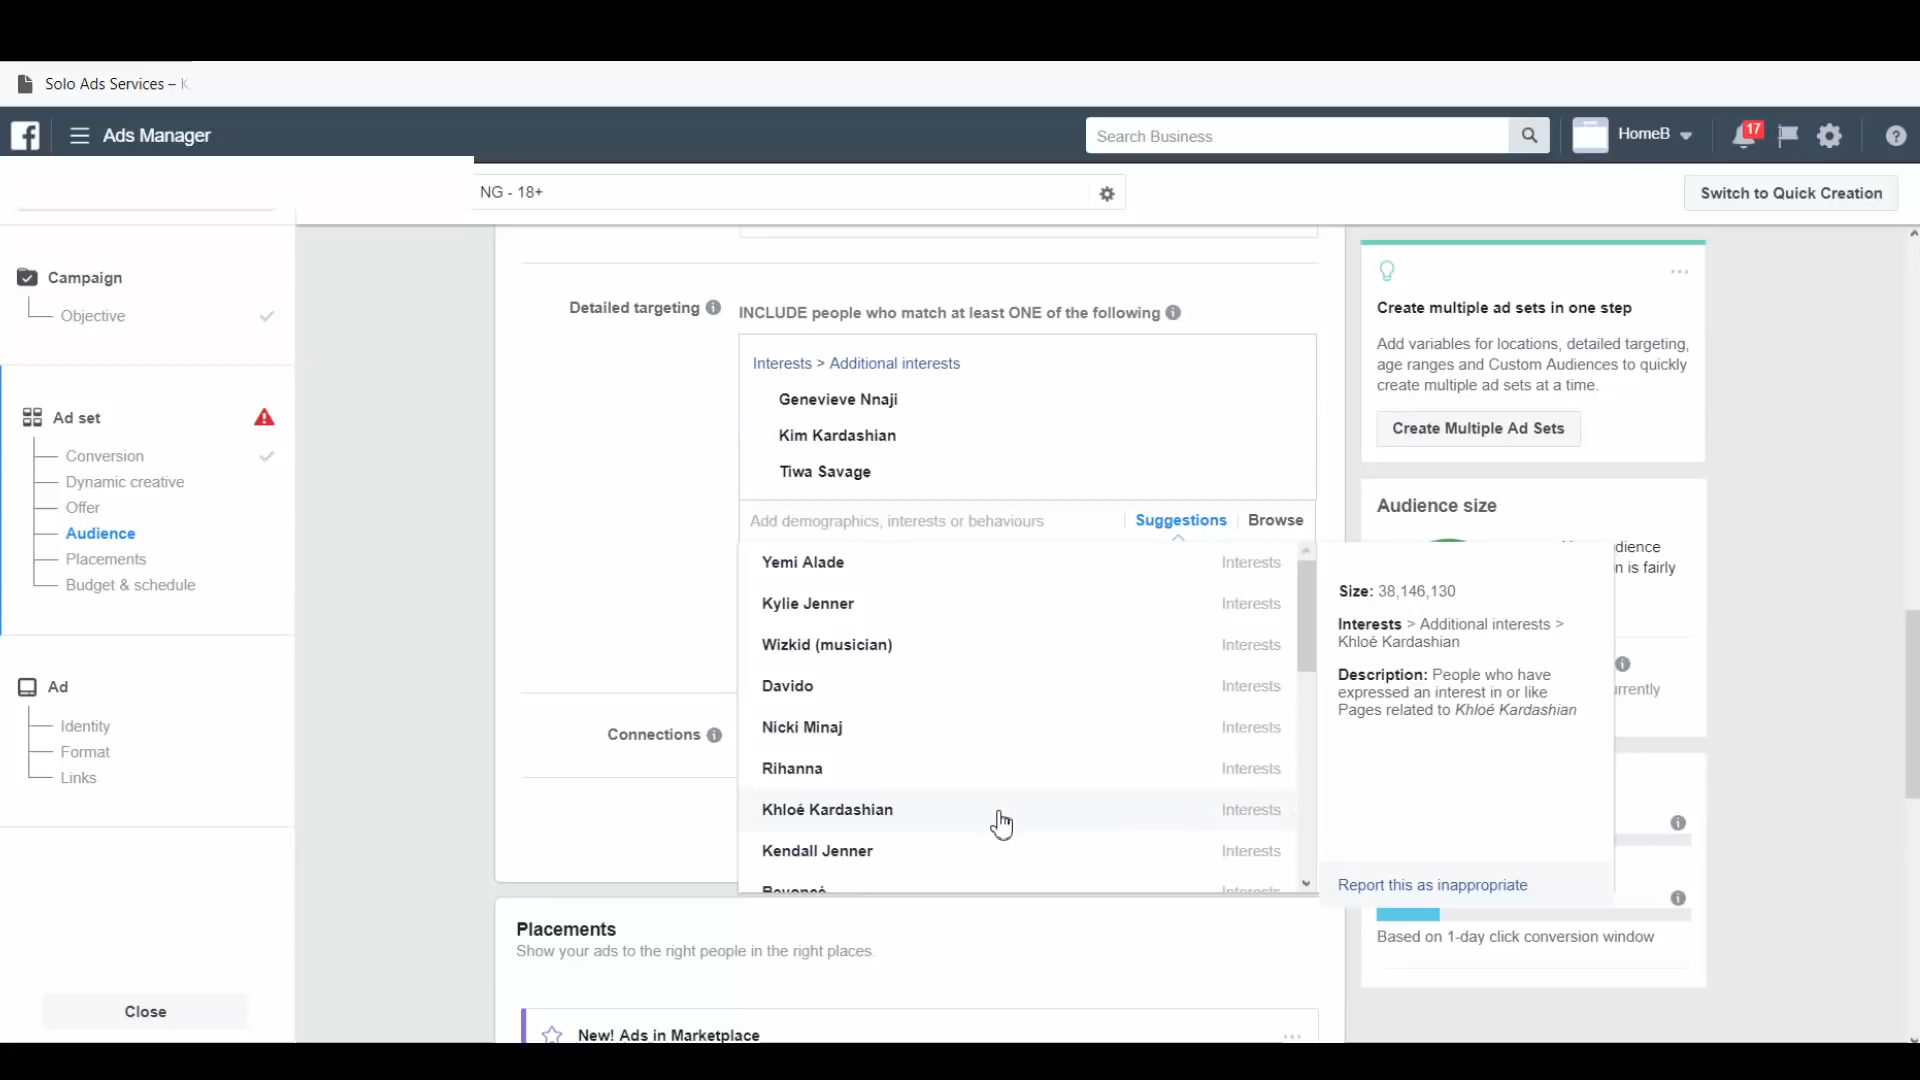 Solo Ads Services – K
Ads Manager
Search Business
HomeB
17
NG - 18+
Switch to Quick Creation
Campaign
Objective
Ad set
Conversion
Dynamic creative
Offer
Audience
Placements
Budget & schedule
Ad
Identity
Format
Links
Close
Detailed targeting
INCLUDE people who match at least ONE of the following
Interests > Additional interests
Genevieve Nnaji
Kim Kardashian
Tiwa Savage
Add demographics, interests or behaviours
Suggestions
Browse
Yemi Alade Interests
Kylie Jenner Interests
Wizkid (musician) Interests
Davido Interests
Nicki Minaj Interests
Rihanna Interests
Khloé Kardashian Interests
Kendall Jenner Interests
Beyoncé Interests
Connections
Size: 38,146,130
Interests > Additional interests >
Khloé Kardashian
Description: People who have
expressed an interest in or like
Pages related to Khloé Kardashian
Report this as inappropriate
Placements
Show your ads to the right people in the right places.
New! Ads in Marketplace
Create multiple ad sets in one step
Add variables for locations, detailed targeting,
age ranges and Custom Audiences to quickly
create multiple ad sets at a time.
Create Multiple Ad Sets
Audience size
n is fairly
Based on 1-day click conversion window